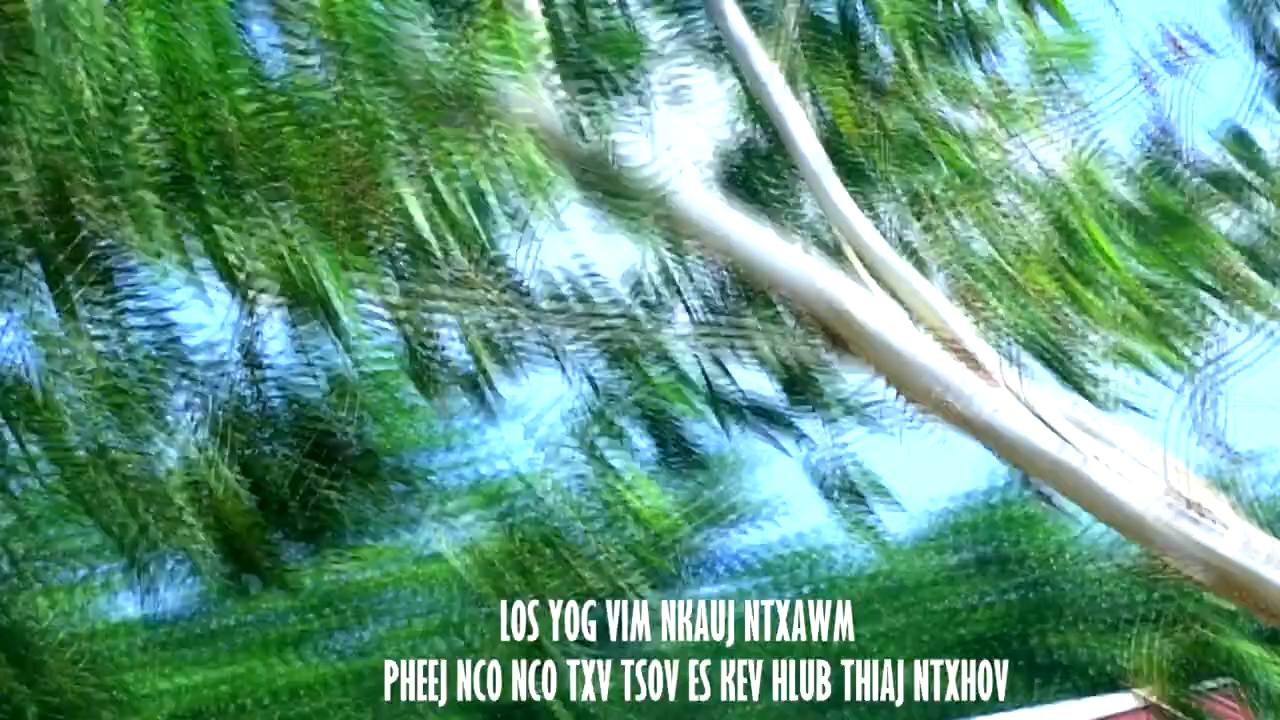 LOS YOG VIM NKAUJ NTXAWM
PHEEJ NCO NCO TXV TSOV ES KEV HLUB THIAJ NTXHOV